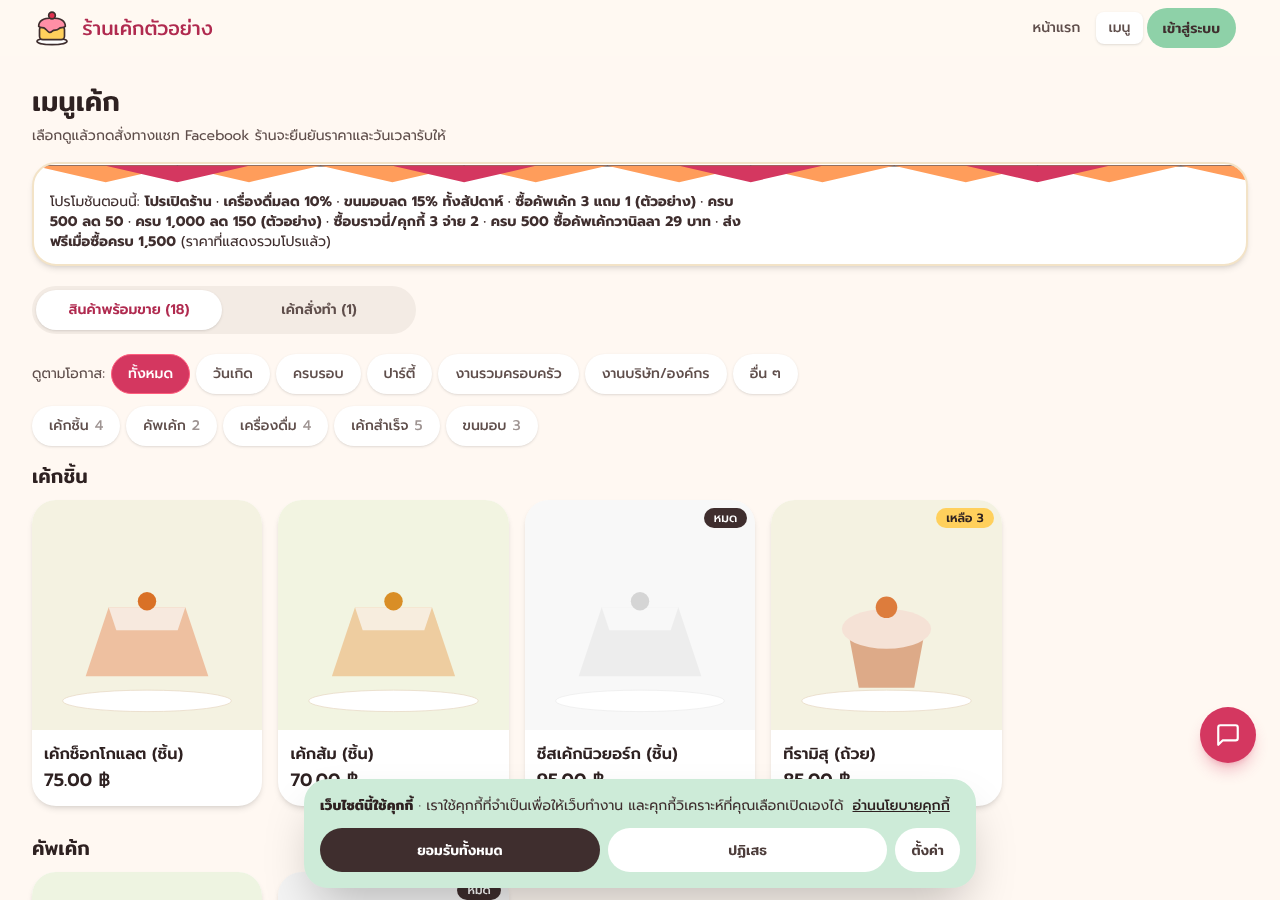 ร้านเค้กตัวอย่าง
หน้าแรก
เมนู
เข้าสู่ระบบ
เมนูเค้ก
เลือกดูแล้วกดสั่งทางแชท Facebook ร้านจะยืนยันราคาและวันเวลารับให้
โปรโมชันตอนนี้: โปรเปิดร้าน · เครื่องดื่มลด 10% · ขนมอบลด 15% ทั้งสัปดาห์ · ซื้อคัพเค้ก 3 แถม 1 (ตัวอย่าง) · ครบ
500 ลด 50 · ครบ 1,000 ลด 150 (ตัวอย่าง) · ซื้อบราวนี่/คุกกี้ 3 จ่าย 2 · ครบ 500 ซื้อคัพเค้กวานิลลา 29 บาท · ส่ง
ฟรีเมื่อซื้อครบ 1,500 (ราคาที่แสดงรวมโปรแล้ว)
สินค้าพร้อมขาย (18)
เค้กสั่งทำ (1)
ดูตามโอกาส: ทั้งหมด วันเกิด ครบรอบ ปาร์ตี้ งานรวมครอบครัว งานบริษัท/องค์กร อื่น ๆ
เค้กชิ้น 4 คัพเค้ก 2 เครื่องดื่ม 4 เค้กสำเร็จ 5 ขนมอบ 3
เค้กชิ้น
หมด
เหลือ 3
เค้กช็อกโกแลต (ชิ้น)
75.00 ฿
เค้กส้ม (ชิ้น)
70.00 ฿
ชีสเค้กนิวยอร์ก (ชิ้น)
95.00 ฿
ทีรามิสุ (ถ้วย)
85.00 ฿
เว็บไซต์นี้ใช้คุกกี้ · เราใช้คุกกี้ที่จำเป็นเพื่อให้เว็บทำงาน และคุกกี้วิเคราะห์ที่คุณเลือกเปิดเองได้ อ่านนโยบายคุกกี้
ยอมรับทั้งหมด
ปฏิเสธ
ตั้งค่า
คัพเค้ก
หมด